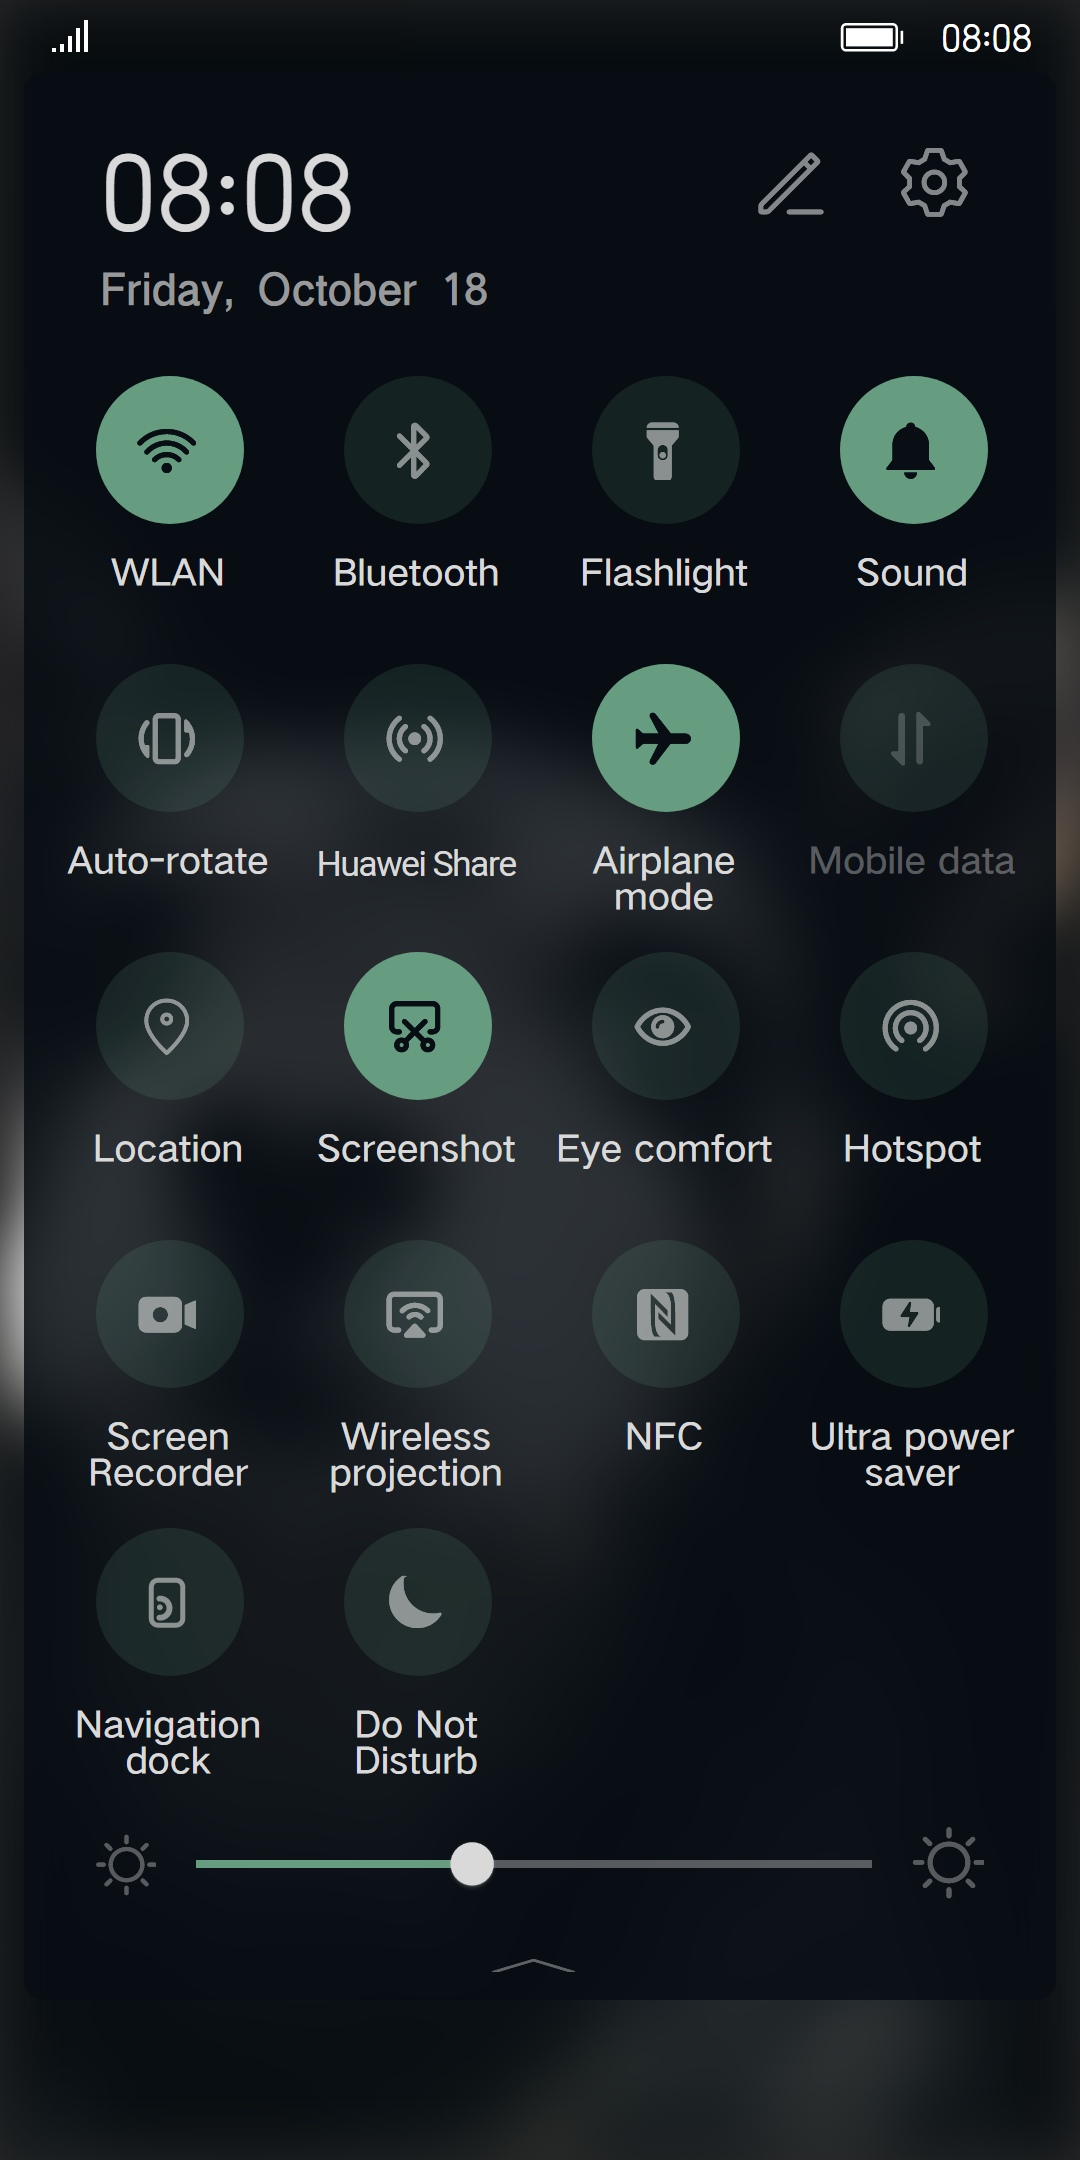 08:08
08:08
Friday, October 18
WLAN
Bluetooth
Flashlight
Sound
Auto-rotate
Huawei Share
Airplane
mode
Mobile data
Location
Screenshot
Eye comfort
Hotspot
Screen
Recorder
Wireless
projection
NFC
Ultra power
saver
Navigation
dock
Do Not
Disturb